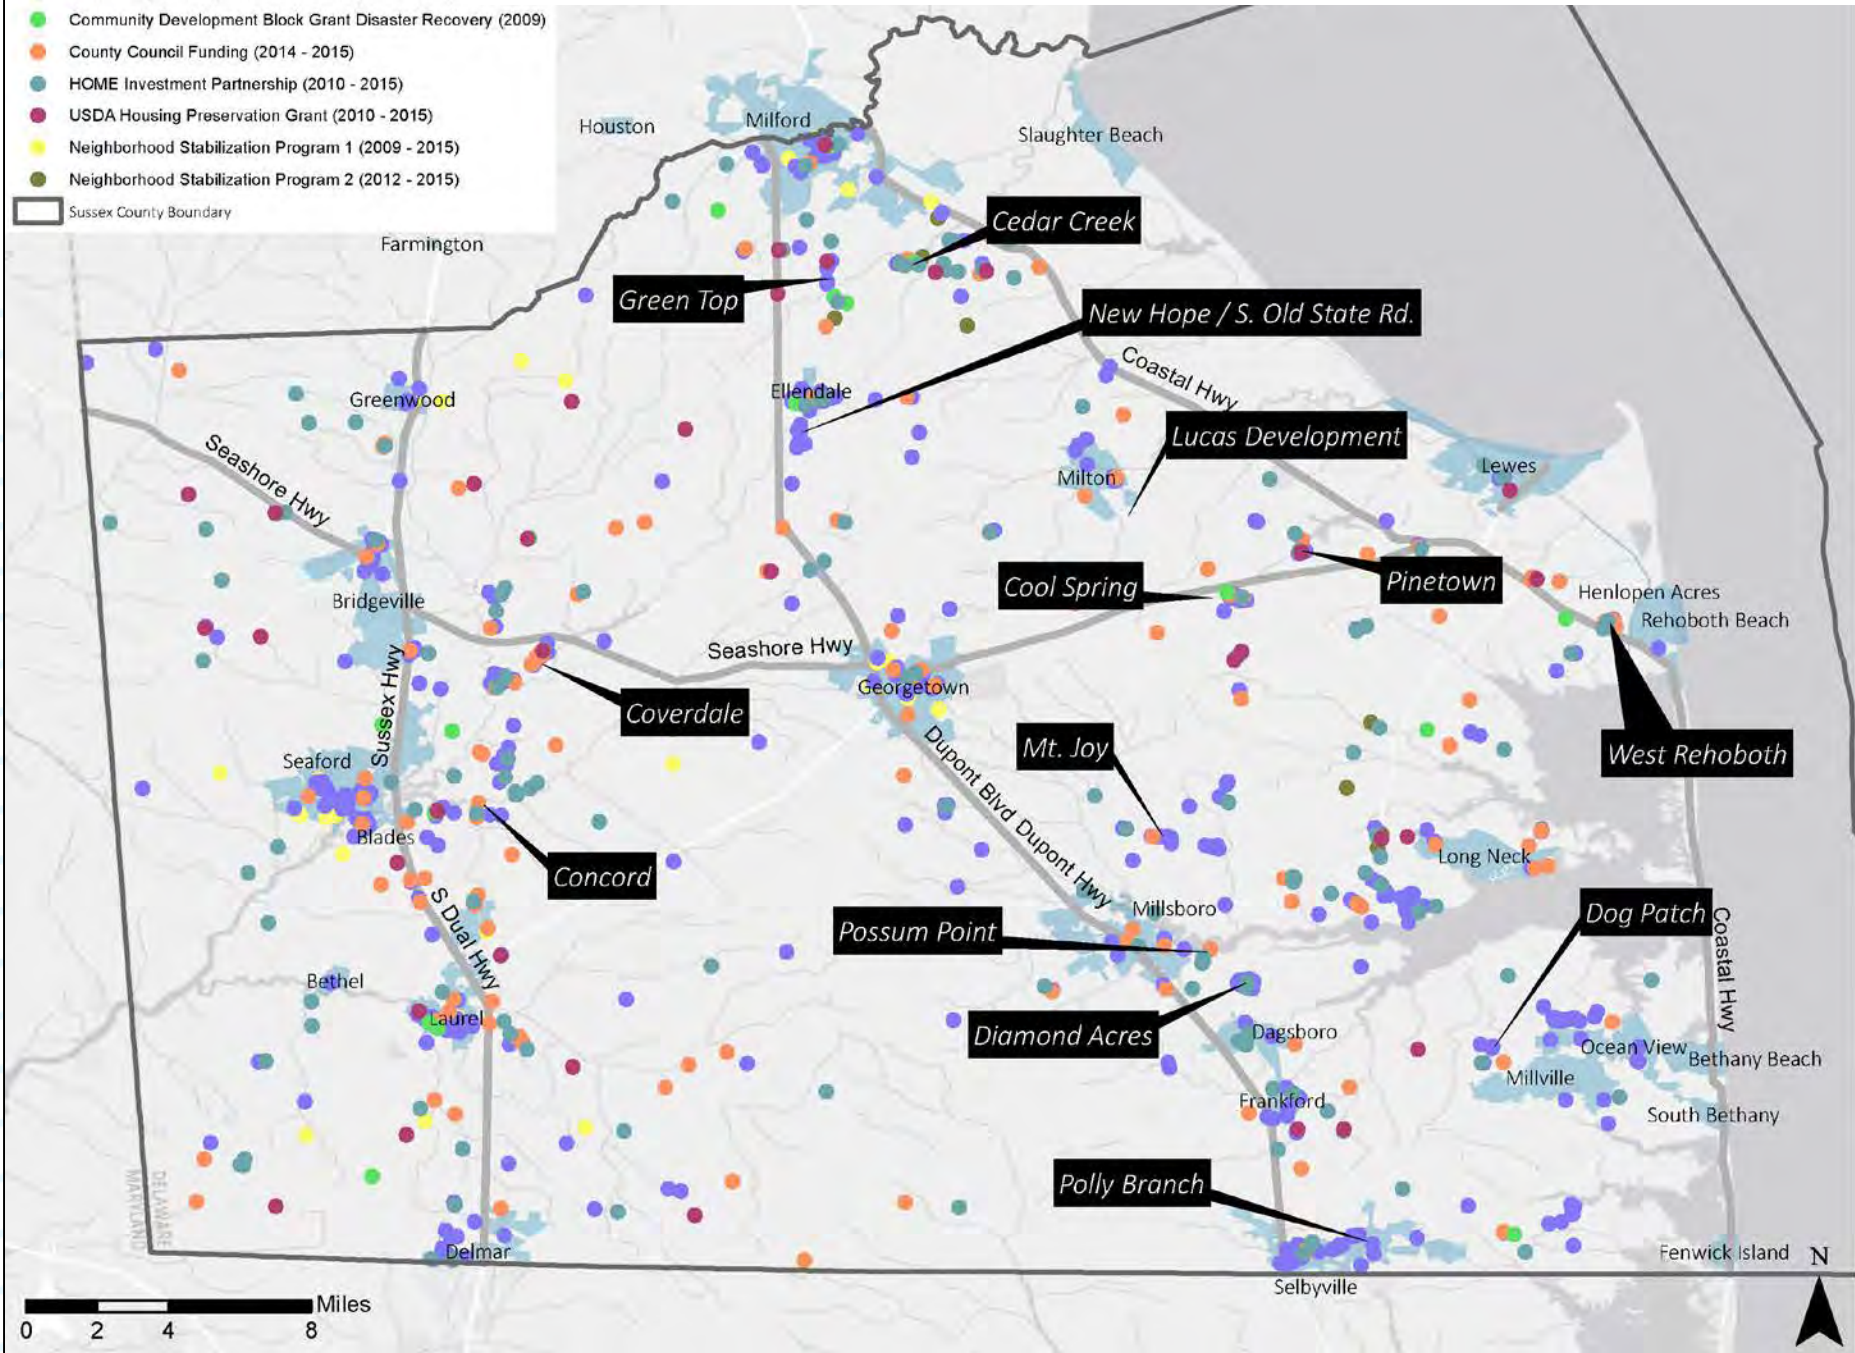 Community Development Block Grant Disaster Recovery (2009)
County Council Funding (2014 - 2015)
HOME Investment Partnership (2010 - 2015)
USDA Housing Preservation Grant (2010 - 2015)
Neighborhood Stabilization Program 1 (2009 - 2015)
Neighborhood Stabilization Program 2 (2012 - 2015)
Sussex County Boundary
Houston
Milford
Slaughter Beach
Farmington
Cedar Creek
Green Top
New Hope / S. Old State Rd.
Coastal Hwy
Greenwood
Ellendale
Lucas Development
Seashore Hwy
Milton
Lewes
Bridgeville
Cool Spring
Pinetown
Henlopen Acres
Rehoboth Beach
Seashore Hwy
Sussex Hwy
Georgetown
Coverdale
Mt. Joy
West Rehoboth
Seaford
Dupont Blvd Dupont Hwy
Blades
Long Neck
Concord
S Dual Hwy
Millsboro
Possum Point
Dog Patch
Coastal Hwy
Bethel
Laurel
Diamond Acres
Dagsboro
Ocean View
Bethany Beach
Millville
Frankford
South Bethany
Polly Branch
MARYLAND
DELAWARE
Delmar
Fenwick Island
N
Selbyville
Miles
0 2 4 8